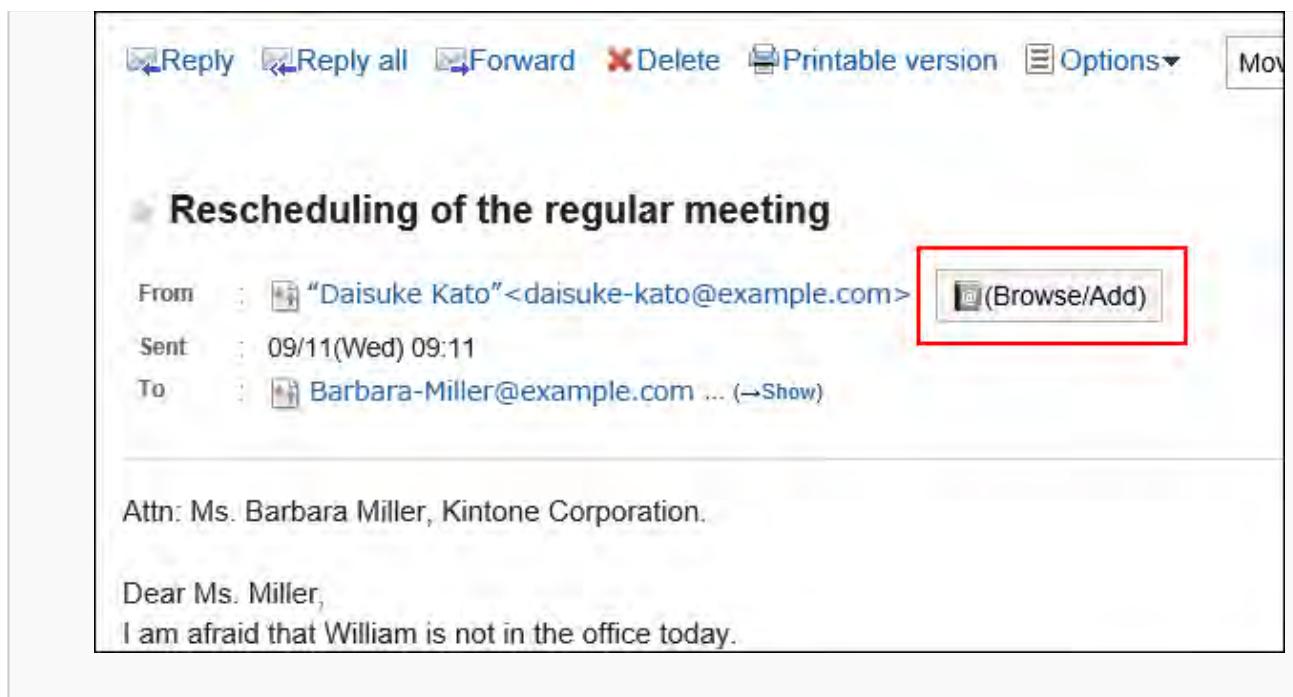 Reply Reply all Forward Delete Printable version Options Mov
Rescheduling of the regular meeting
From : "Daisuke Kato"<daisuke-kato@example.com> (Browse/Add)
Sent : 09/11(Wed) 09:11
To : Barbara-Miller@example.com ... (→Show)
Attn: Ms. Barbara Miller, Kintone Corporation.
Dear Ms. Miller,
I am afraid that William is not in the office today.